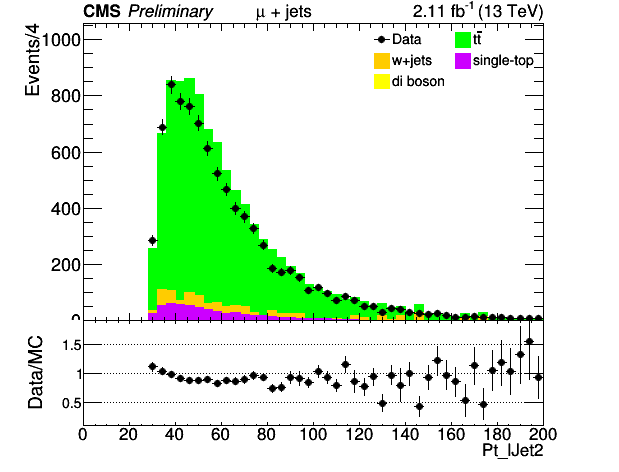 CMS Preliminary μ + jets 2.11 fb⁻¹ (13 TeV)
Events/4
1000
800
600
400
200
0
Data
tt̄
w+jets
single-top
di boson
Data/MC
1.5
1
0.5
0 20 40 60 80 100 120 140 160 180 200
Pt_lJet2